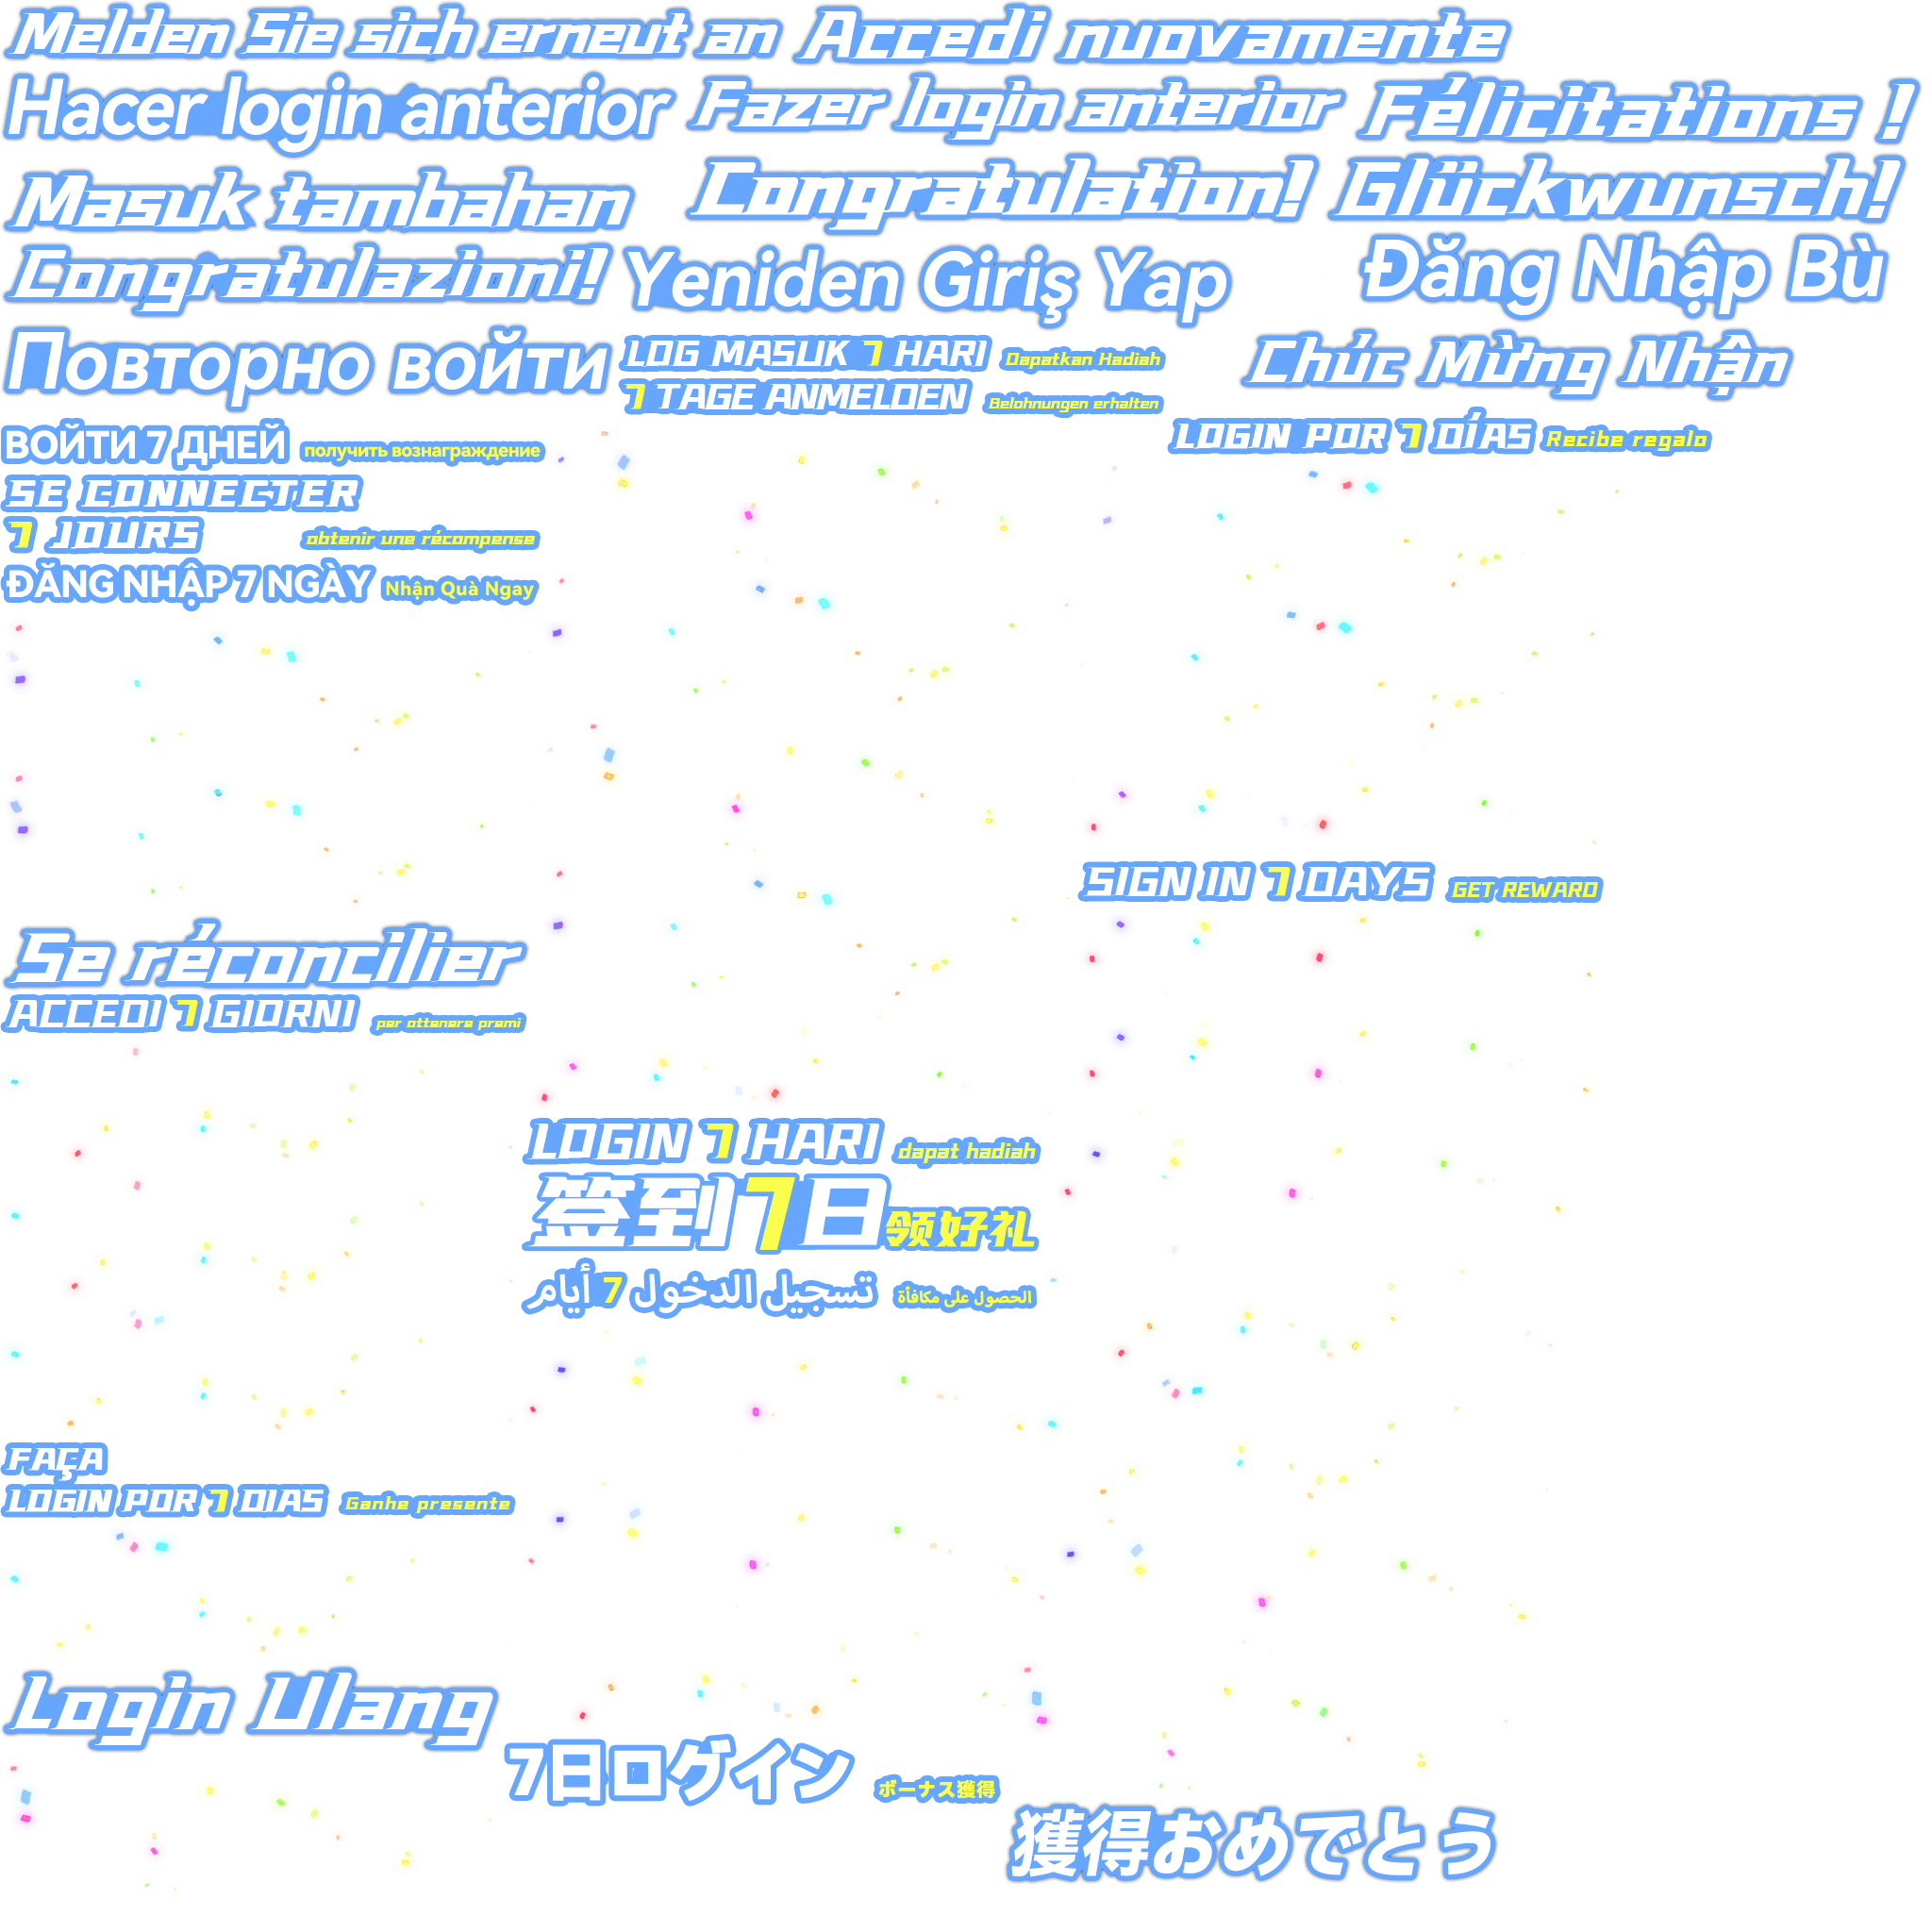 Melden Sie sich erneut an
Accedi nuovamente
Hacer login anterior
Fazer login anterior
Félicitations !
Masuk tambahan
Congratulation!
Glückwunsch!
Congratulazioni!
Yeniden Giriş Yap
Đăng Nhập Bù
Повторно войти
LOG MASUK 7 HARI Dapatkan Hadiah
Chúc Mừng Nhận
7 TAGE ANMELDEN Belohnungen erhalten
LOGIN POR 7 DÍAS Recibe regalo
ВОЙТИ 7 ДНЕЙ получить вознаграждение
SE CONNECTER
7 JOURS obtenir une récompense
ĐĂNG NHẬP 7 NGÀY Nhận Quà Ngay
SIGN IN 7 DAYS GET REWARD
Se réconcilier
ACCEDI 7 GIORNI per ottenere premi
LOGIN 7 HARI dapat hadiah
签到7日领好礼
تسجيل الدخول 7 أيام الحصول على مكافأة
FAÇA
LOGIN POR 7 DIAS Ganhe presente
Login Ulang
7日ログイン ボーナス獲得
獲得おめでとう